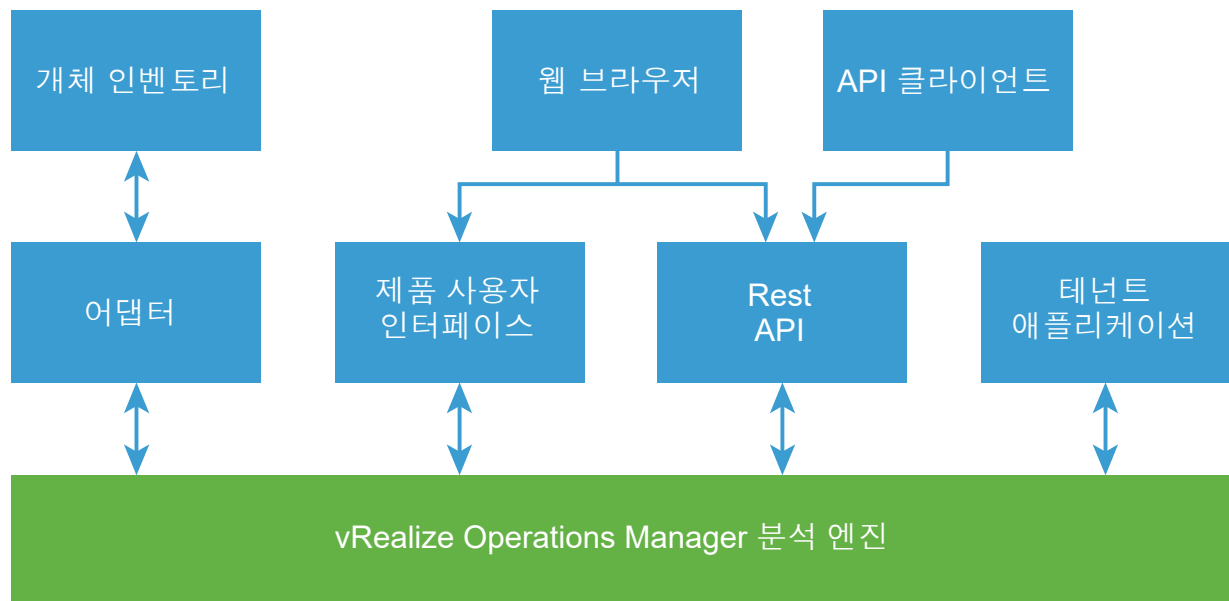 개체 인벤토리
웹 브라우저
API 클라이언트
어댑터
제품 사용자
인터페이스
Rest
API
테넌트
애플리케이션
vRealize Operations Manager 분석 엔진